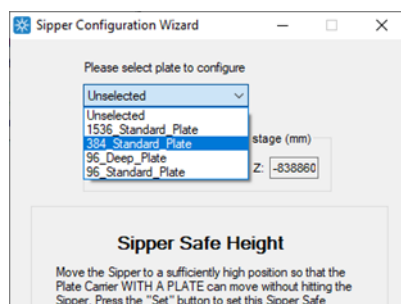 Sipper Configuration Wizard
Please select plate to configure
Unselected
Unselected
1536_Standard_Plate
384_Standard_Plate
96_Deep_Plate
96_Standard_Plate
stage (mm)
Z: -838860
Sipper Safe Height
Move the Sipper to a sufficiently high position so that the
Plate Carrier WITH A PLATE can move without hitting the
Sipper. Press the "Set" button to set this Sipper Safe